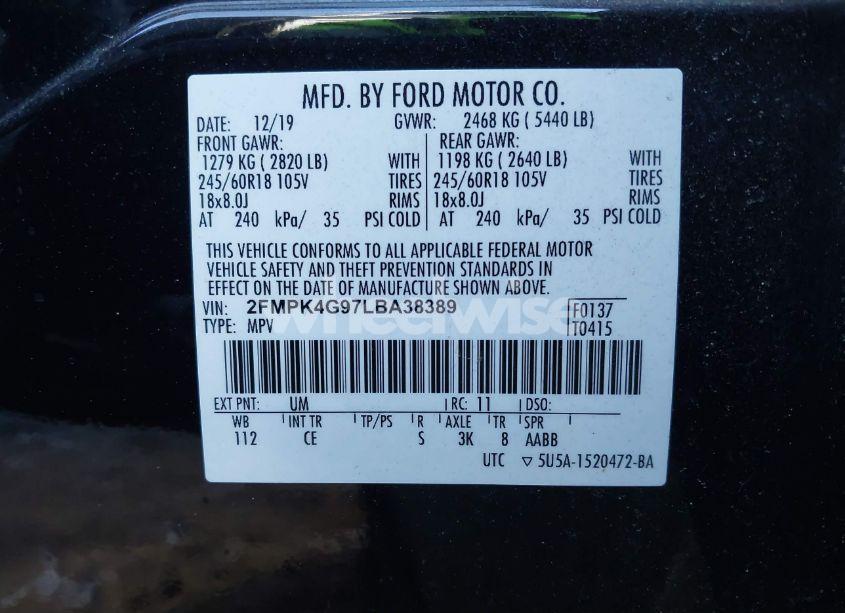 MFD. BY FORD MOTOR CO.
DATE: 12/19 GVWR: 2468 KG ( 5440 LB)
FRONT GAWR: REAR GAWR:
1279 KG ( 2820 LB) WITH 1198 KG ( 2640 LB) WITH
245/60R18 105V TIRES 245/60R18 105V TIRES
18x8.0J RIMS 18x8.0J RIMS
AT 240 kPa/ 35 PSI COLD AT 240 kPa/ 35 PSI COLD
THIS VEHICLE CONFORMS TO ALL APPLICABLE FEDERAL MOTOR
VEHICLE SAFETY AND THEFT PREVENTION STANDARDS IN
EFFECT ON THE DATE OF MANUFACTURE SHOWN ABOVE.
VIN: 2FMPK4G97LBA38389 F0137
TYPE: MPV T0415
wheelwise
EXT PNT: UM RC: 11 DSO:
WB INT TR TP/PS R AXLE TR SPR
112 CE S 3K 8 AABB
UTC ▽ 5U5A-1520472-BA